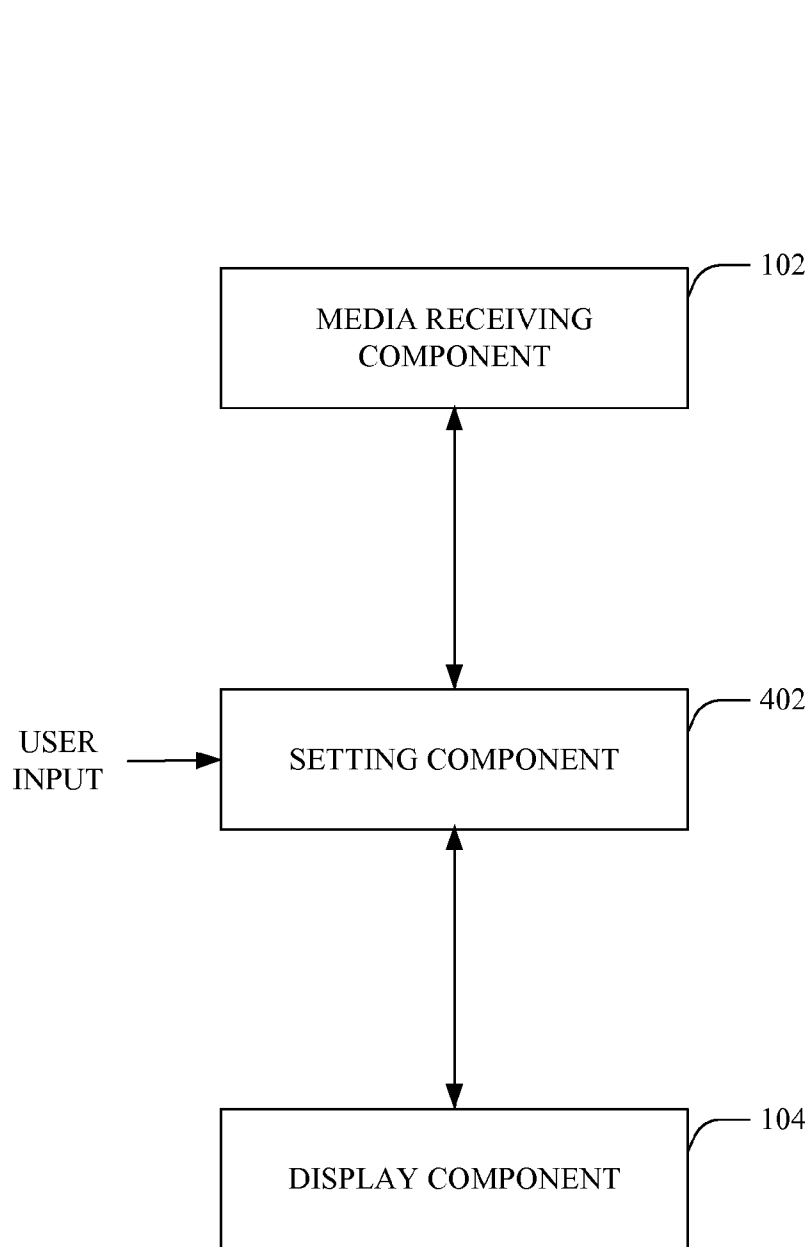 102
MEDIA RECEIVING
COMPONENT
402
USER
INPUT
SETTING COMPONENT
104
DISPLAY COMPONENT